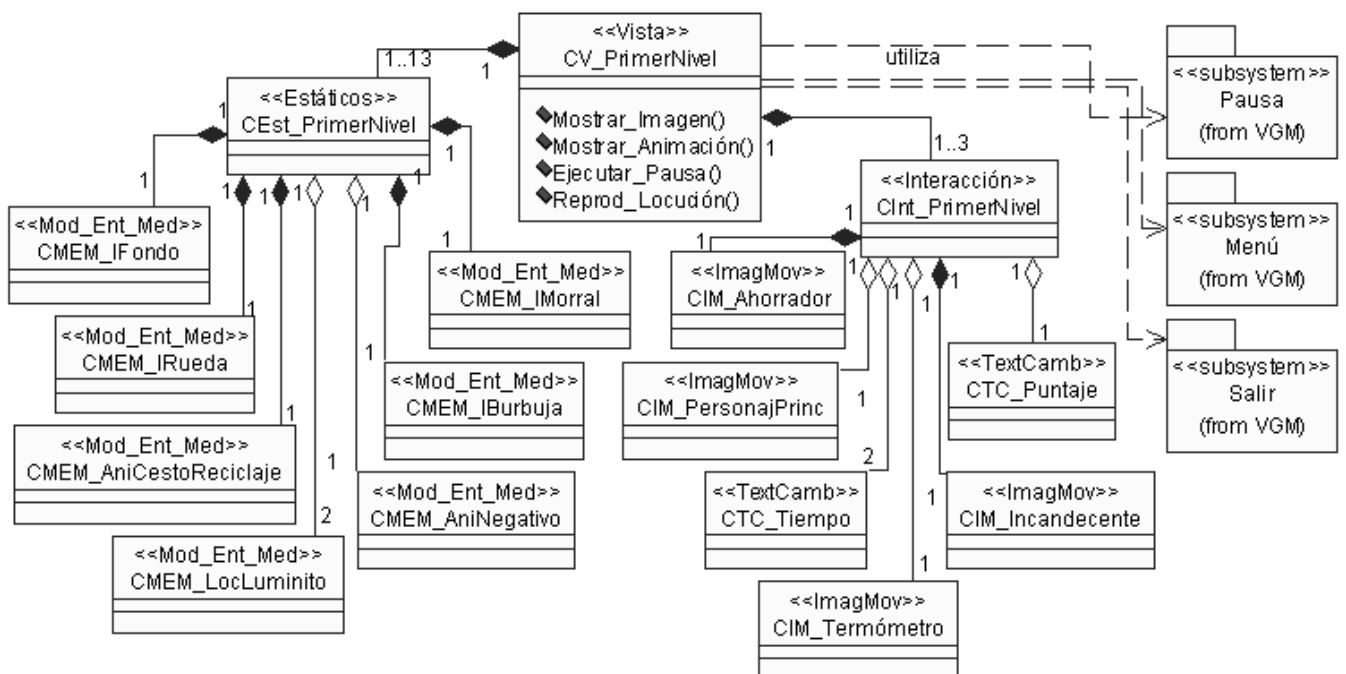 <<Vista>>
CV_PrimerNivel
Mostrar_Imagen()
Mostrar_Animación()
Ejecutar_Pausa()
Reprod_Locución()
1..13
1
utiliza
<<subsystem>>
Pausa
(from VGM)
<<Estáticos>>
CEst_PrimerNivel
1
1
1
1..3
<<Interacción>>
CInt_PrimerNivel
<<subsystem>>
Menú
(from VGM)
1
1
1
1
1
1
1
<<Mod_Ent_Med>>
CMEM_IFondo
1
<<Mod_Ent_Med>>
CMEM_IMorral
1
1
<<ImagMov>>
CIM_Ahorrador
1
1
1
1
1
1
<<Mod_Ent_Med>>
CMEM_IRueda
1
1
<<Mod_Ent_Med>>
CMEM_IBurbuja
<<ImagMov>>
CIM_PersonajPrinc
1
<<TextCamb>>
CTC_Puntaje
<<subsystem>>
Salir
(from VGM)
1
<<Mod_Ent_Med>>
CMEM_AniCestoReciclaje
1
<<Mod_Ent_Med>>
CMEM_AniNegativo
2
<<TextCamb>>
CTC_Tiempo
1
<<ImagMov>>
CIM_Incandecente
2
<<Mod_Ent_Med>>
CMEM_LocLuminito
1
<<ImagMov>>
CIM_Termómetro